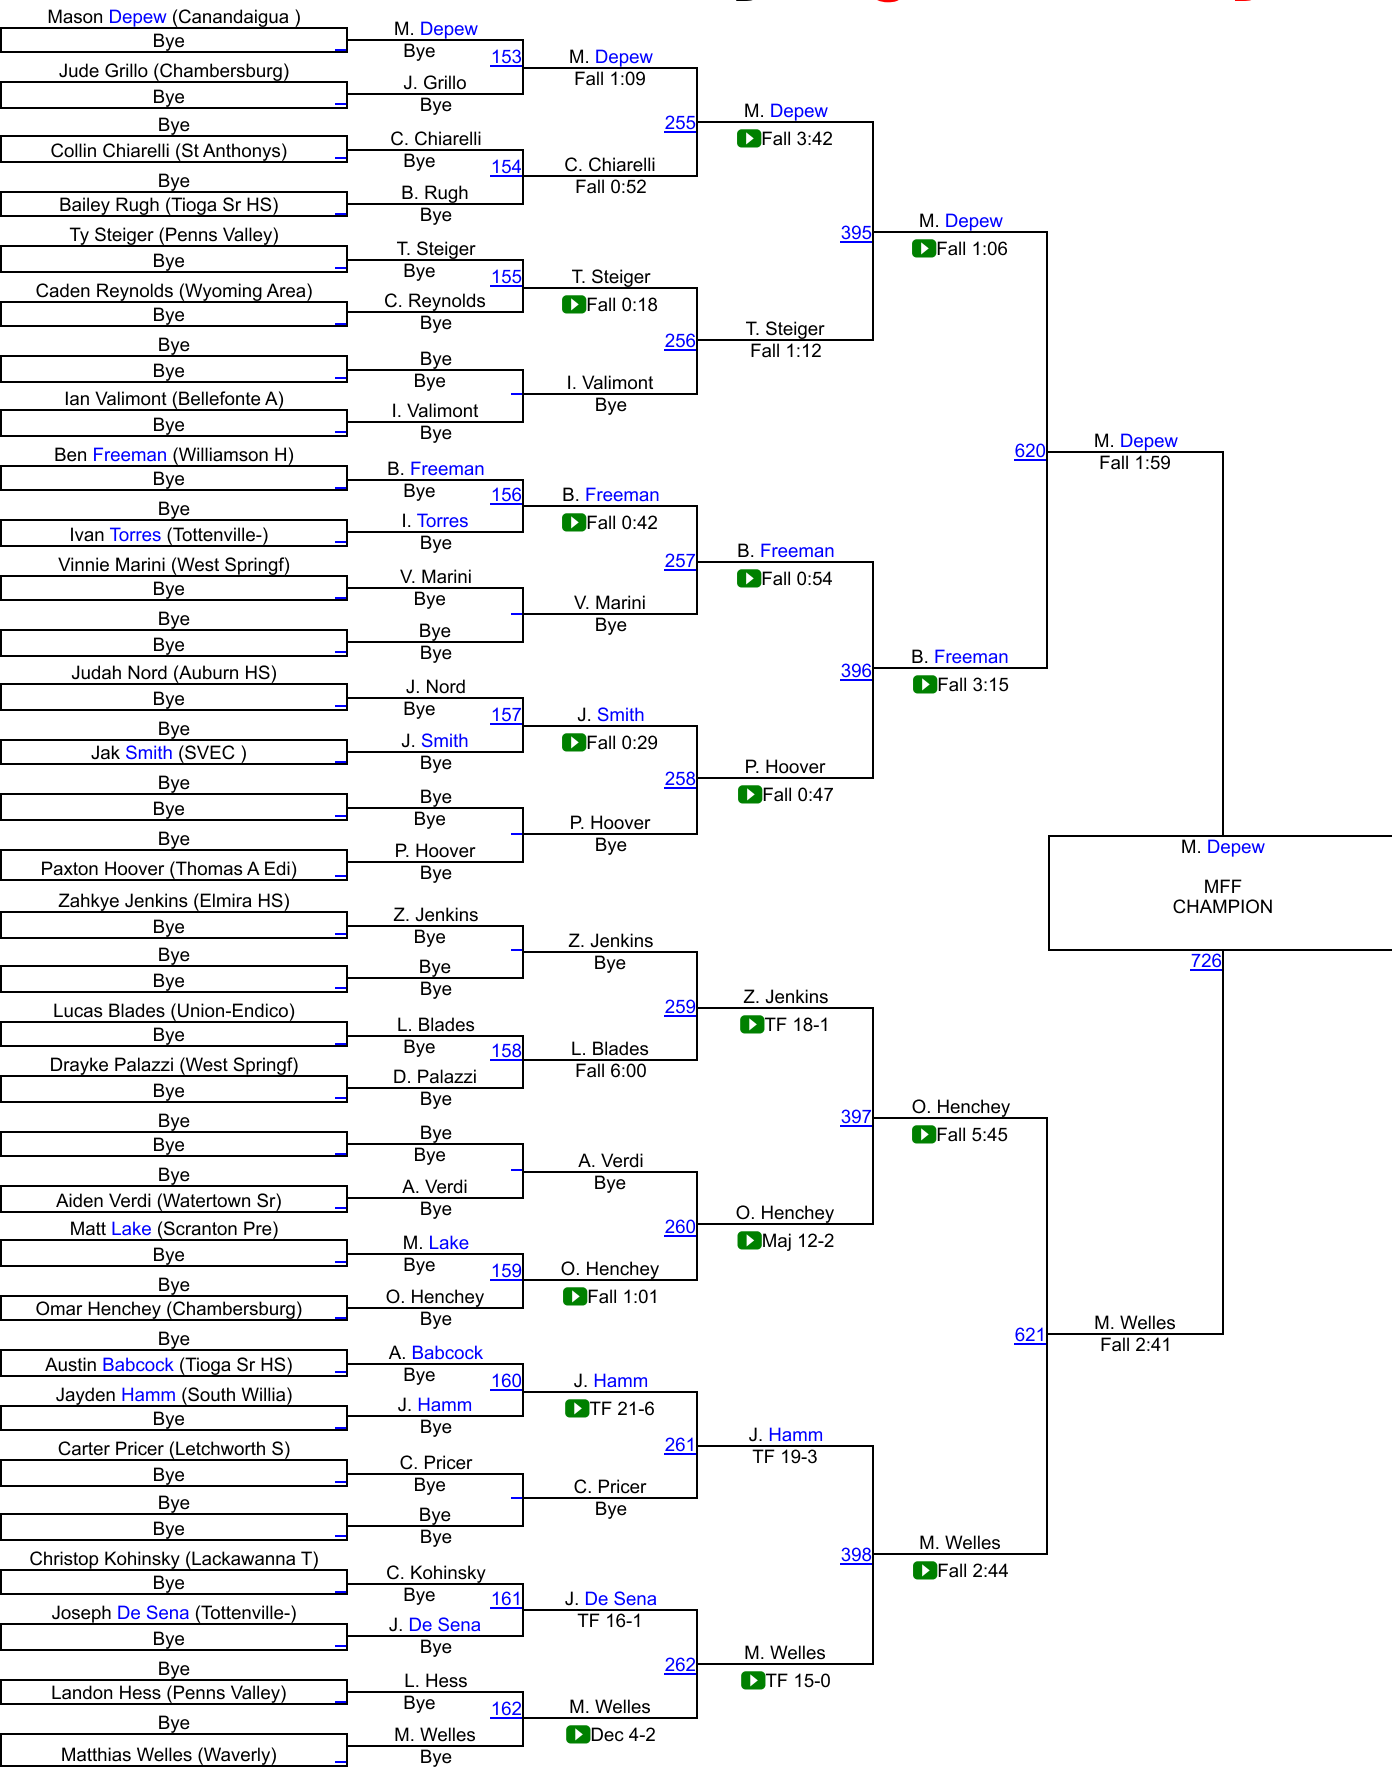 Mason Depew (Canandaigua )
Bye
Jude Grillo (Chambersburg)
Bye
Bye
Collin Chiarelli (St Anthonys)
Bye
Bailey Rugh (Tioga Sr HS)
Ty Steiger (Penns Valley)
Bye
Caden Reynolds (Wyoming Area)
Bye
Bye
Bye
Ian Valimont (Bellefonte A)
Bye
Ben Freeman (Williamson H)
Bye
Bye
Ivan Torres (Tottenville-)
Vinnie Marini (West Springf)
Bye
Bye
Bye
Judah Nord (Auburn HS)
Bye
Bye
Jak Smith (SVEC )
Bye
Bye
Bye
Paxton Hoover (Thomas A Edi)
Zahkye Jenkins (Elmira HS)
Bye
Bye
Bye
Lucas Blades (Union-Endico)
Bye
Drayke Palazzi (West Springf)
Bye
Bye
Bye
Bye
Aiden Verdi (Watertown Sr)
Matt Lake (Scranton Pre)
Bye
Bye
Omar Henchey (Chambersburg)
Bye
Austin Babcock (Tioga Sr HS)
Jayden Hamm (South Willia)
Bye
Carter Pricer (Letchworth S)
Bye
Bye
Bye
Christop Kohinsky (Lackawanna T)
Bye
Joseph De Sena (Tottenville-)
Bye
Bye
Landon Hess (Penns Valley)
Bye
Matthias Welles (Waverly)
M. Depew
Bye
153
J. Grillo
Bye
C. Chiarelli
Bye
154
B. Rugh
Bye
T. Steiger
Bye
155
C. Reynolds
Bye
Bye
Bye
I. Valimont
Bye
B. Freeman
Bye
156
I. Torres
Bye
V. Marini
Bye
Bye
Bye
J. Nord
Bye
157
J. Smith
Bye
Bye
Bye
P. Hoover
Bye
Z. Jenkins
Bye
Bye
Bye
L. Blades
Bye
158
D. Palazzi
Bye
Bye
Bye
A. Verdi
Bye
M. Lake
Bye
159
O. Henchey
Bye
A. Babcock
Bye
160
J. Hamm
Bye
C. Pricer
Bye
Bye
Bye
C. Kohinsky
Bye
161
J. De Sena
Bye
L. Hess
Bye
162
M. Welles
Bye
M. Depew
Fall 1:09
255
C. Chiarelli
Fall 0:52
T. Steiger
Fall 0:18
256
I. Valimont
Bye
B. Freeman
Fall 0:42
257
V. Marini
Bye
J. Smith
Fall 0:29
258
P. Hoover
Bye
Z. Jenkins
Bye
259
L. Blades
Fall 6:00
A. Verdi
Bye
260
O. Henchey
Fall 1:01
J. Hamm
TF 21-6
261
C. Pricer
Bye
J. De Sena
TF 16-1
262
M. Welles
Dec 4-2
M. Depew
Fall 3:42
395
T. Steiger
Fall 1:12
B. Freeman
Fall 0:54
396
P. Hoover
Fall 0:47
Z. Jenkins
TF 18-1
397
O. Henchey
Maj 12-2
J. Hamm
TF 19-3
398
M. Welles
TF 15-0
M. Depew
Fall 1:06
620
B. Freeman
Fall 3:15
O. Henchey
Fall 5:45
621
M. Welles
Fall 2:44
M. Depew
Fall 1:59
M. Depew
MFF
CHAMPION
726
M. Welles
Fall 2:41